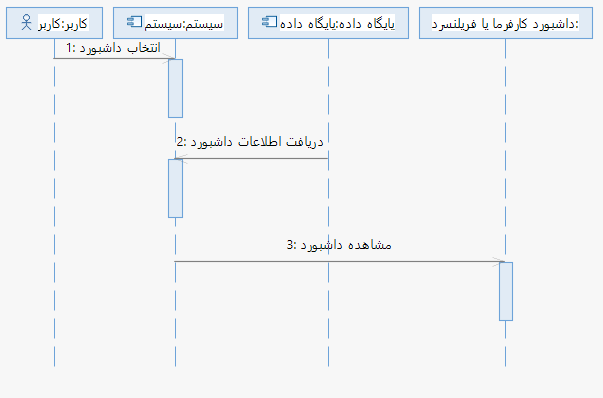 کاربر:کاربر
سیستم:سیستم
پایگاه داده:پایگاه داده
داشبورد کارفرما یا فریلنسرد:
1: انتخاب داشبورد
2: دریافت اطلاعات داشبورد
3: مشاهده داشبورد